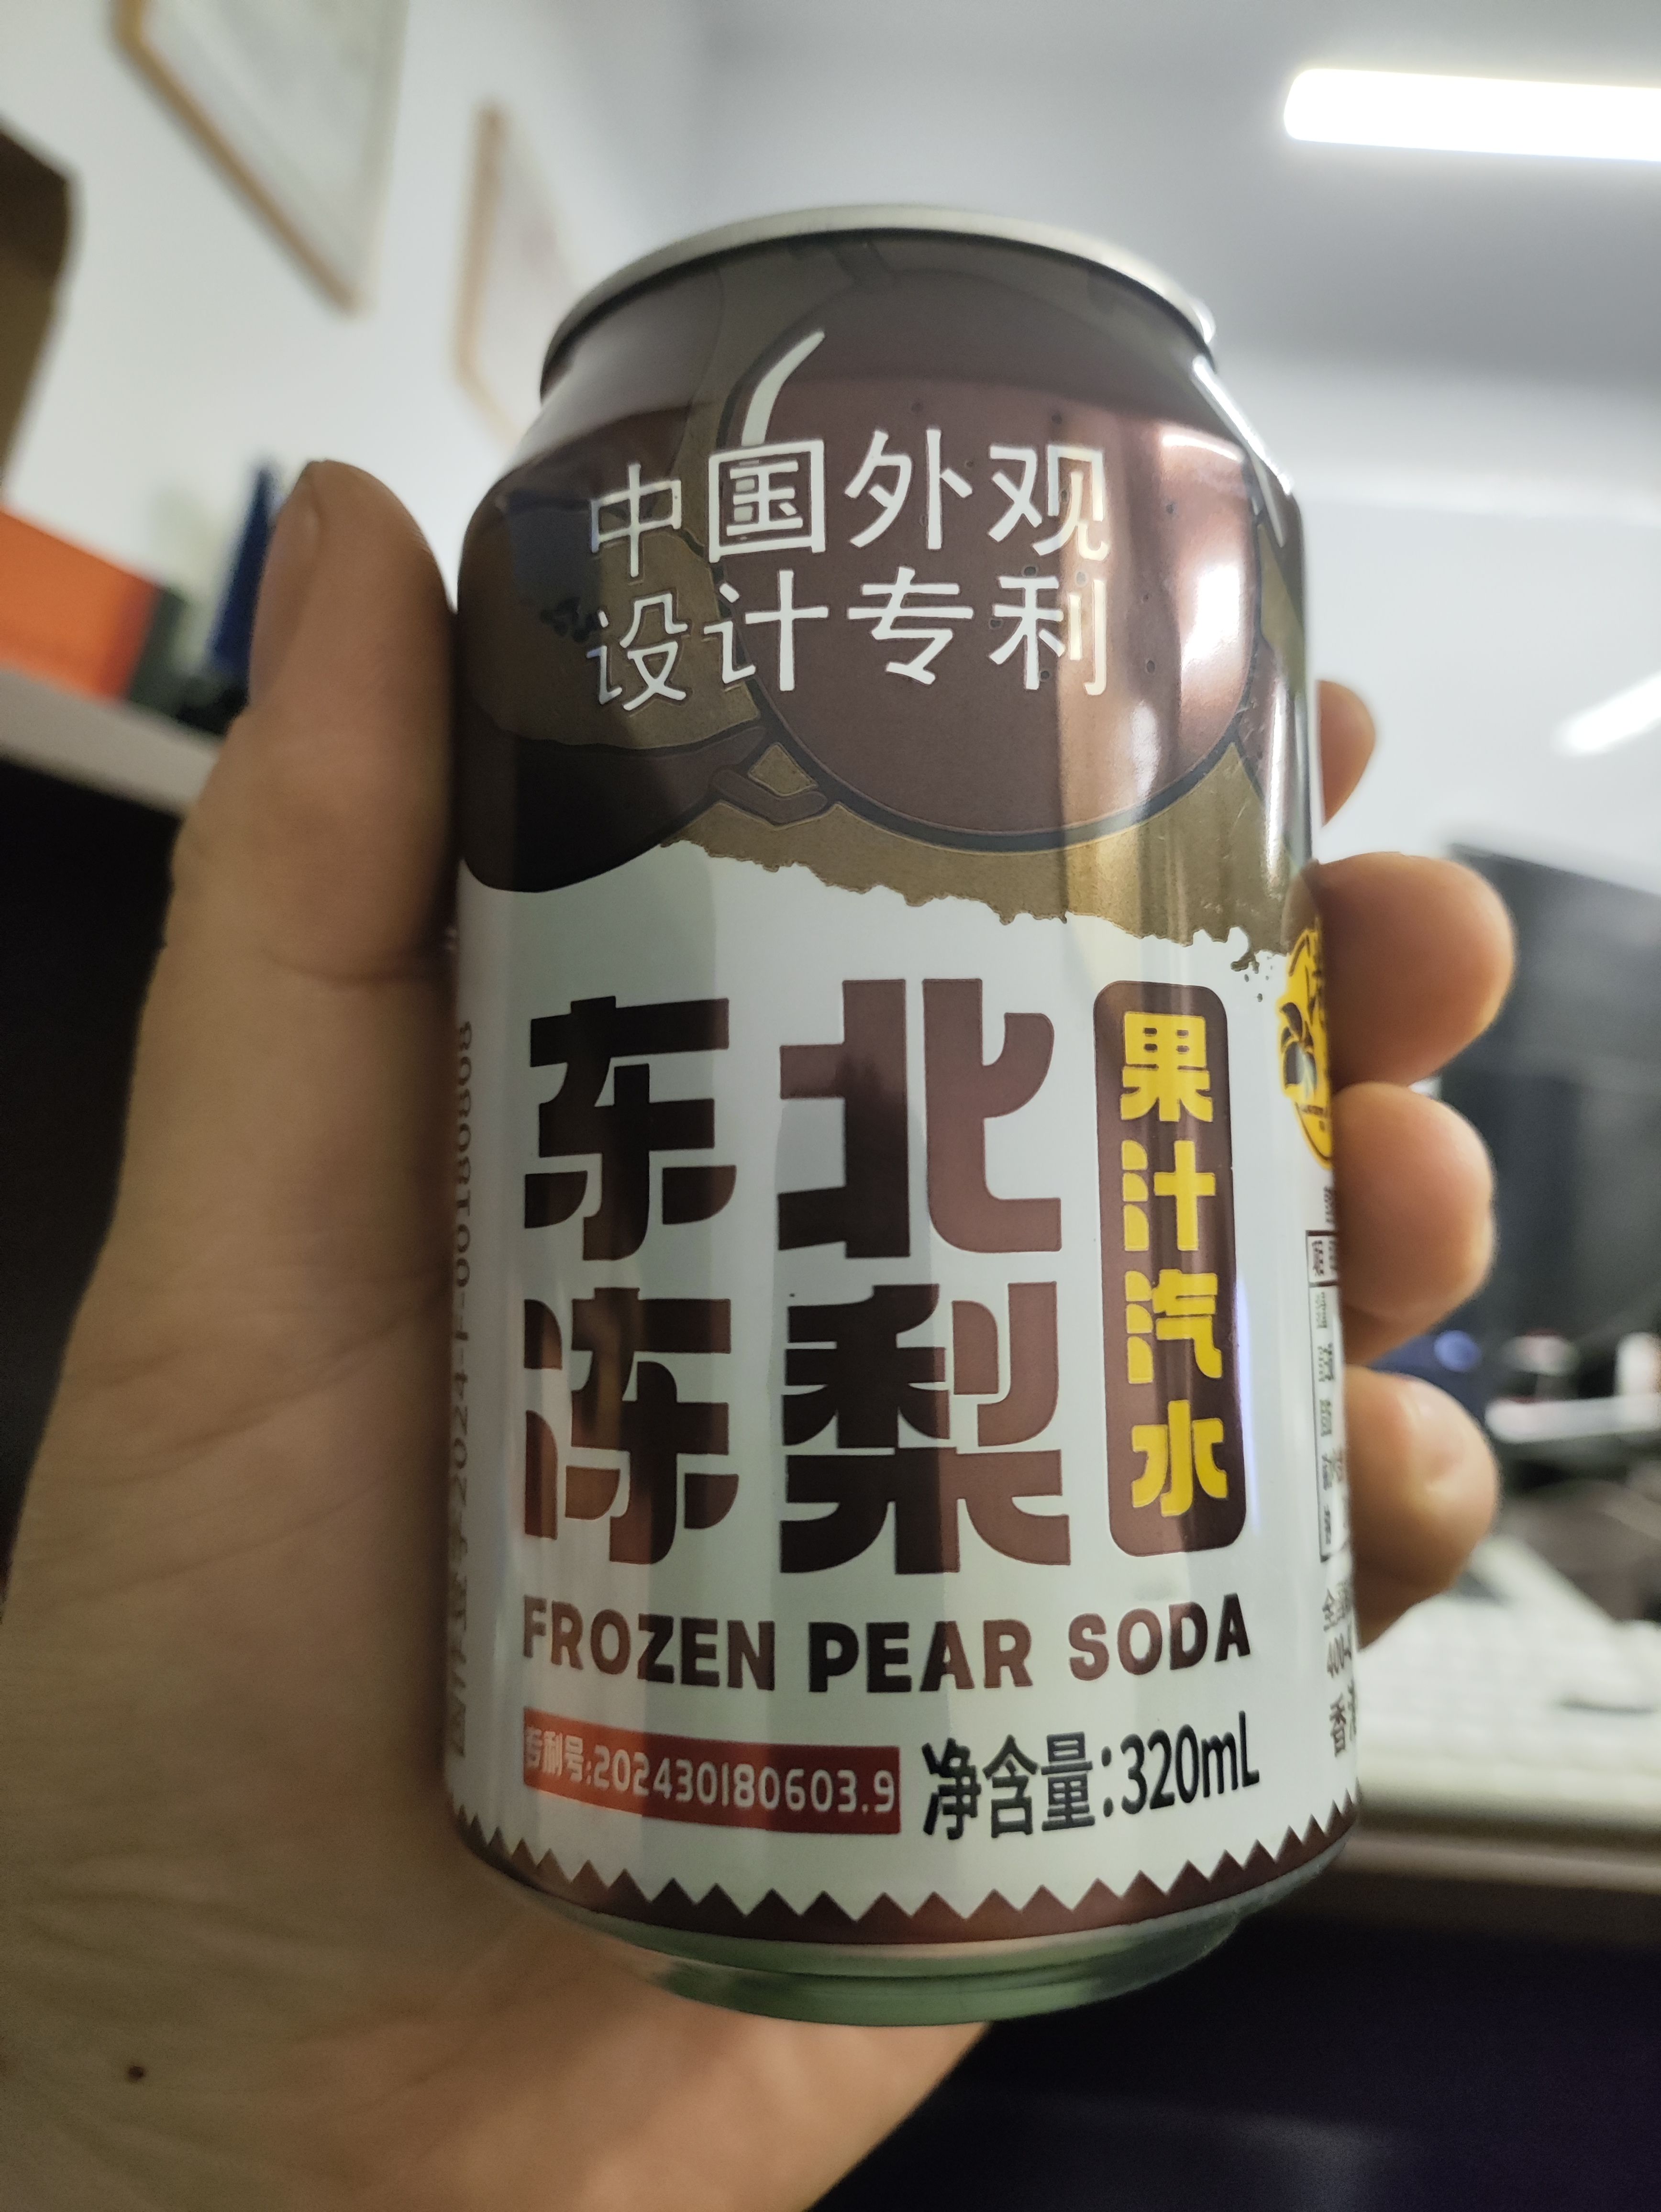 中国外观
设计专利
东北
冻梨
果汁汽水
FROZEN PEAR SODA
专利号:202430180603.9
净含量:320mL